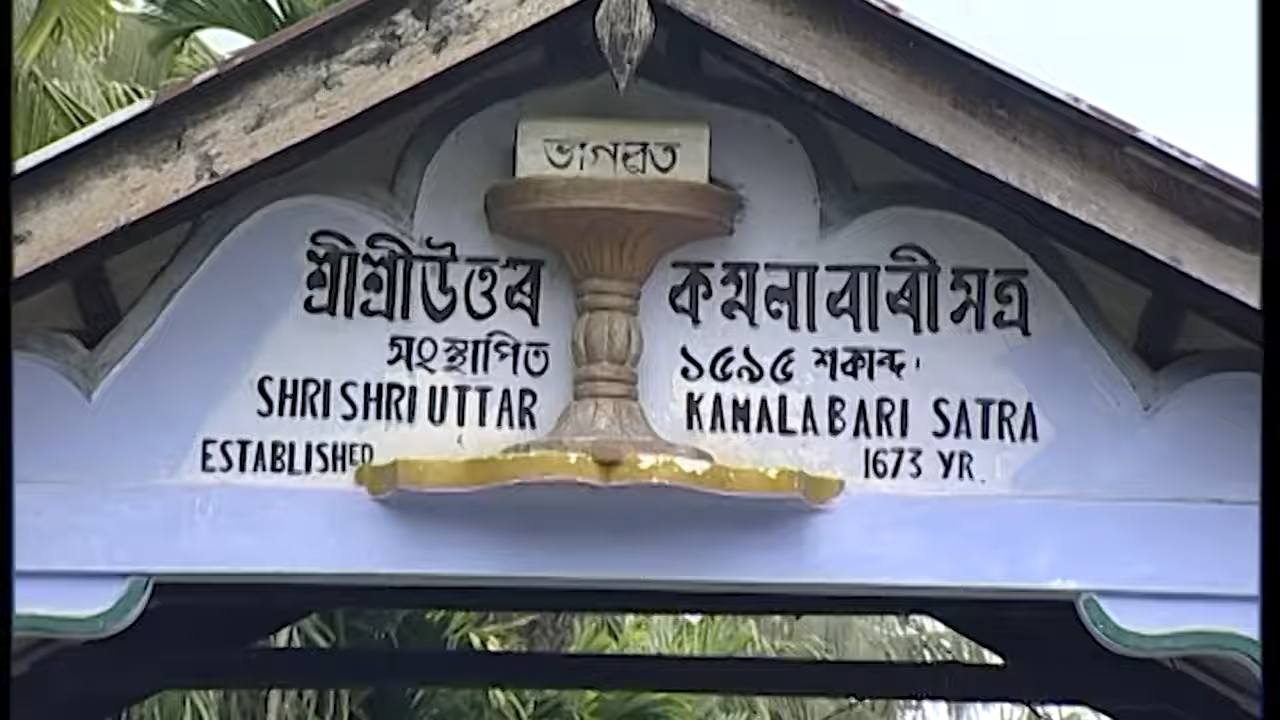 ভাগৱত
শ্ৰীশ্ৰীউত্তৰ কমলাবাৰী সত্ৰ
সংস্থাপিত ১৫৯৫ শকাব্দ
SHRI SHRI UTTAR KAMALABARI SATRA
ESTABLISHED 1673 YR.